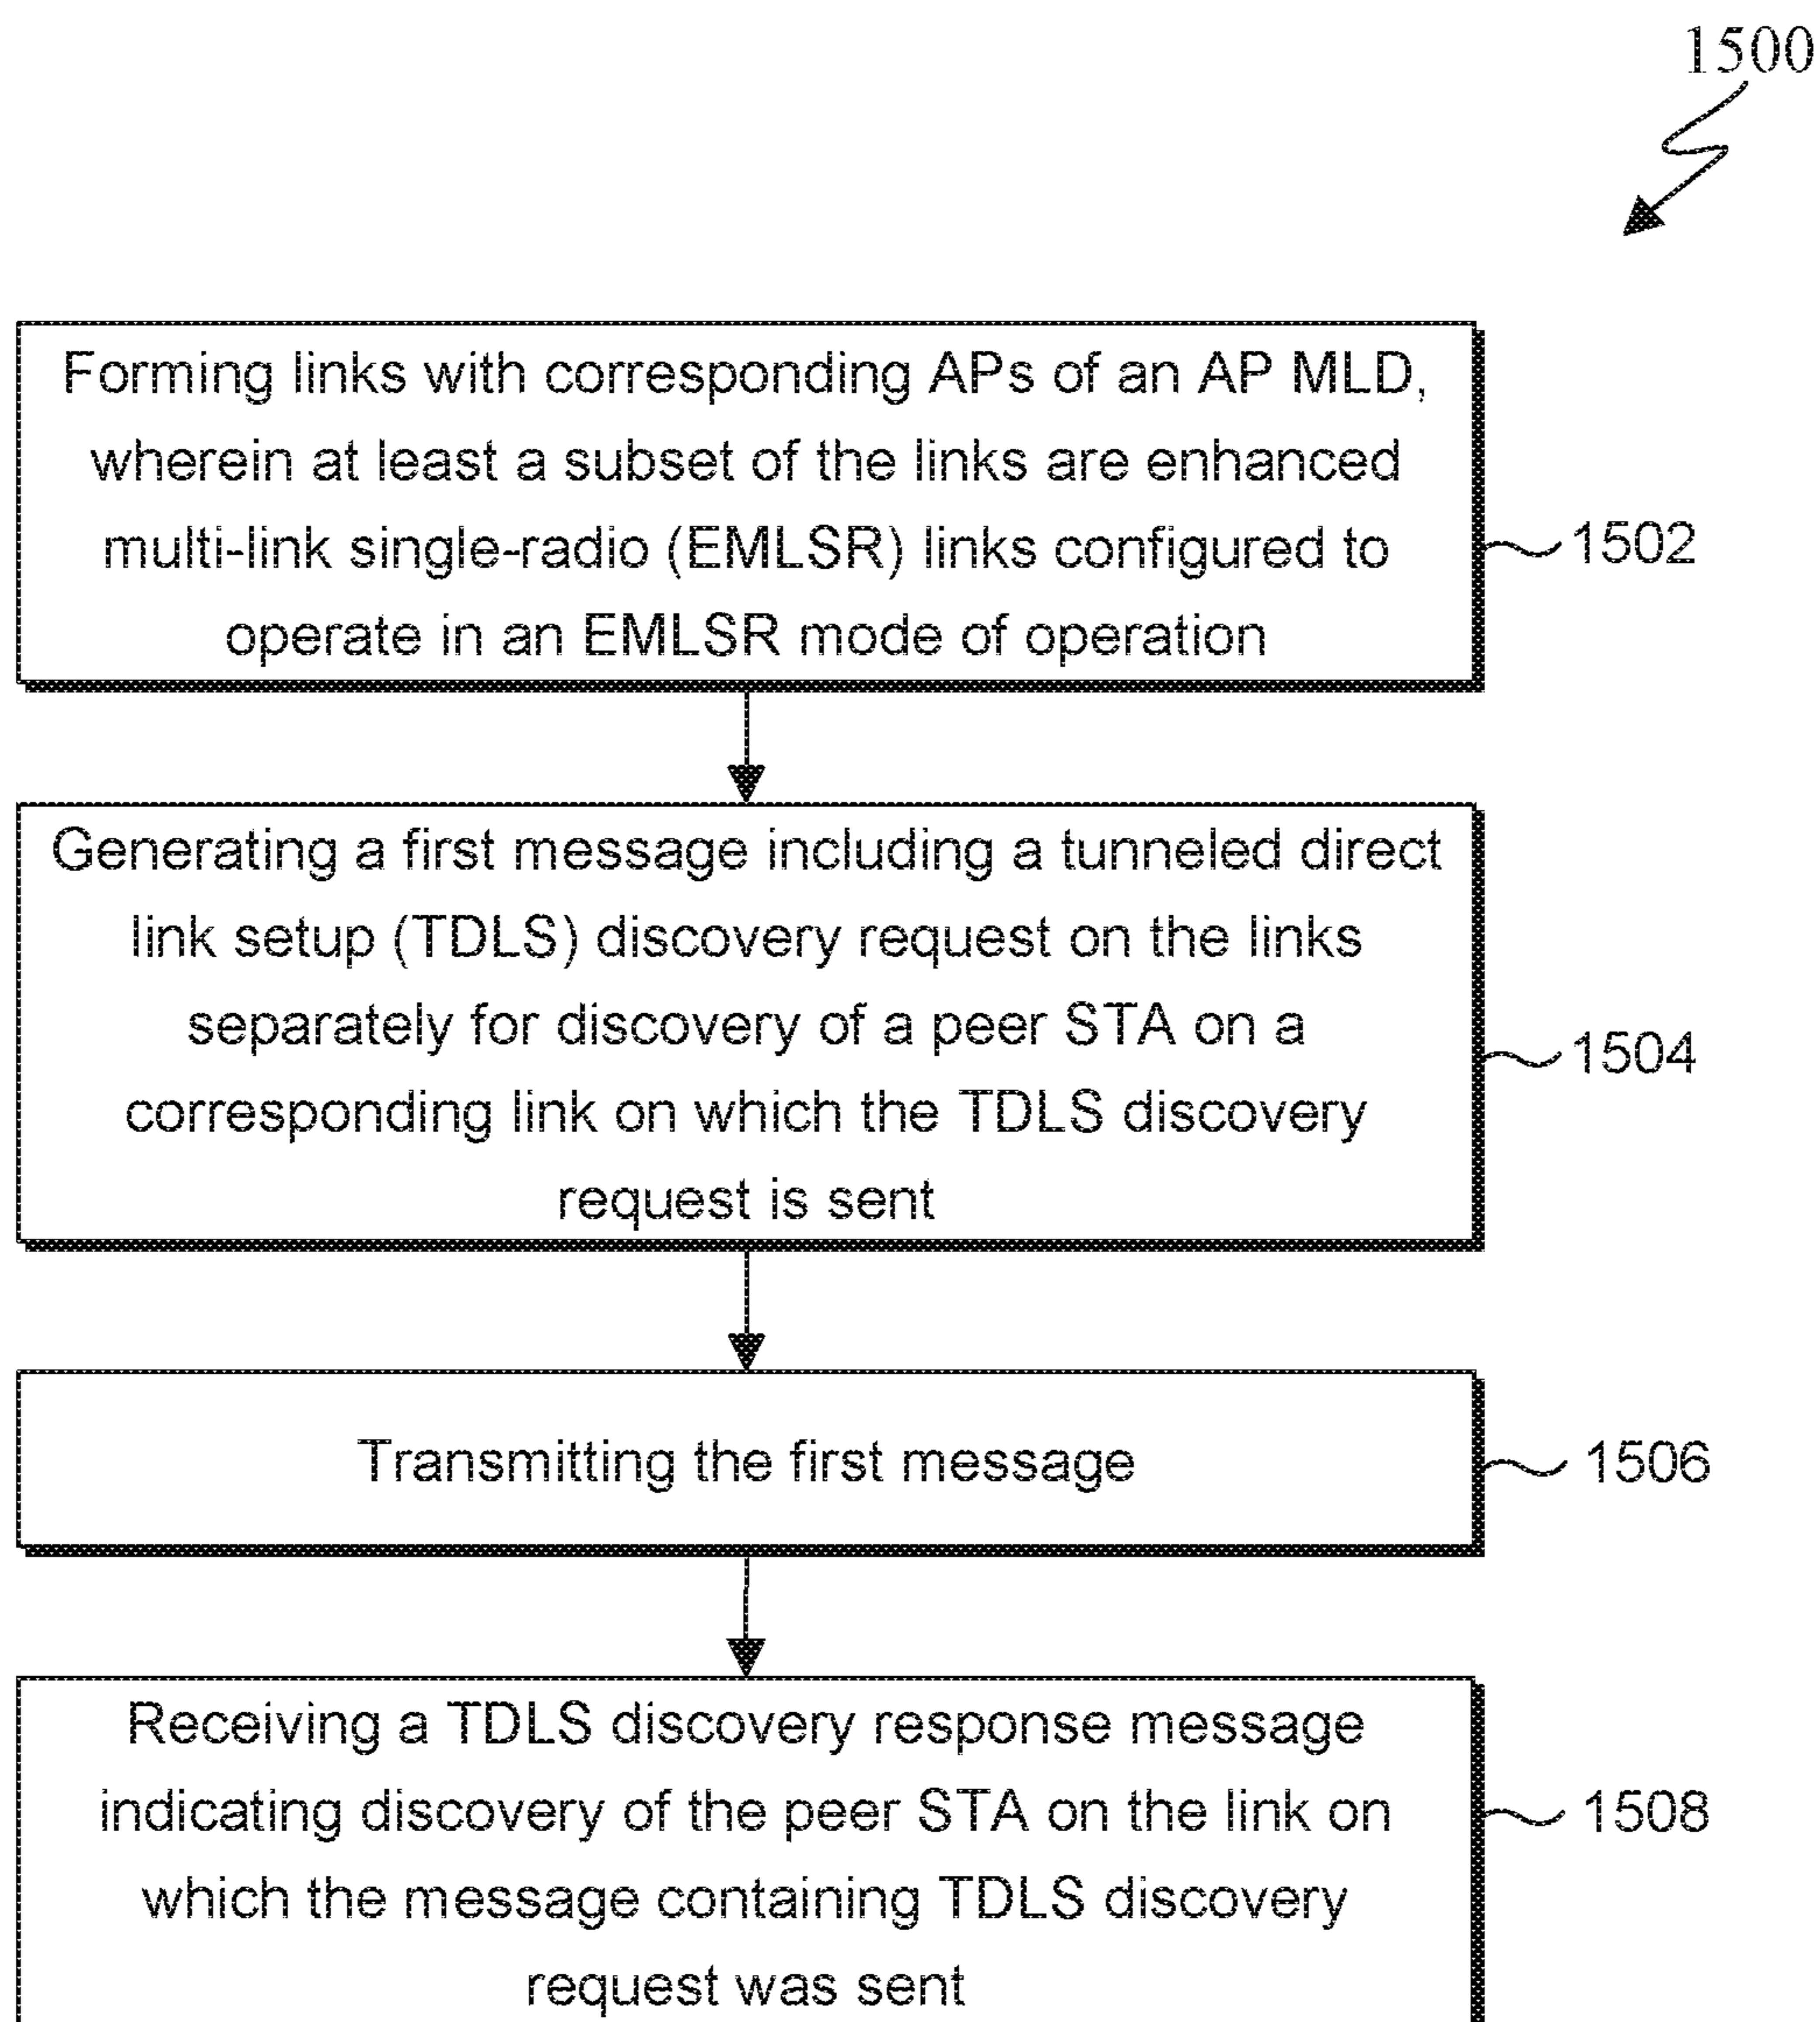 1500
Forming links with corresponding APs of an AP MLD,
wherein at least a subset of the links are enhanced
multi-link single-radio (EMLSR) links configured to
operate in an EMLSR mode of operation
1502
Generating a first message including a tunneled direct
link setup (TDLS) discovery request on the links
separately for discovery of a peer STA on a
corresponding link on which the TDLS discovery
request is sent
1504
Transmitting the first message
1506
Receiving a TDLS discovery response message
indicating discovery of the peer STA on the link on
which the message containing TDLS discovery
request was sent
1508